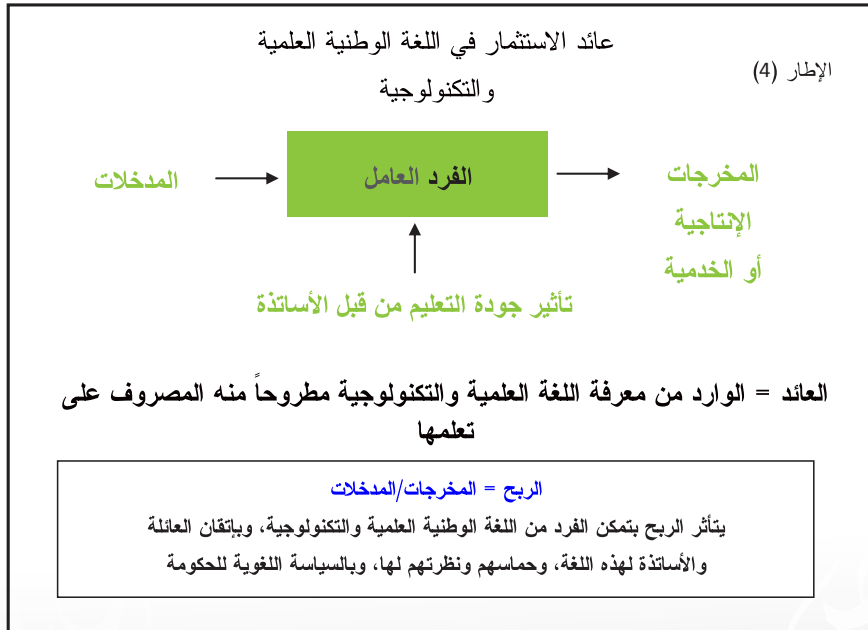 عائد الاستثمار في اللغة الوطنية العلمية
والتكنولوجية
الإطار (4)
المدخلات
الفرد العامل
المخرجات
الإنتاجية
أو الخدمية
تأثير جودة التعليم من قبل الأساتذة
العائد = الوارد من معرفة اللغة العلمية والتكنولوجية مطروحاً منه المصروف على
تعلمها
الربح = المخرجات/المدخلات
يتأثر الربح بتمكن الفرد من اللغة الوطنية العلمية والتكنولوجية، وبإتقان العائلة
والأساتذة لهذه اللغة، وحماسهم ونظرتهم لها، وبالسياسة اللغوية للحكومة